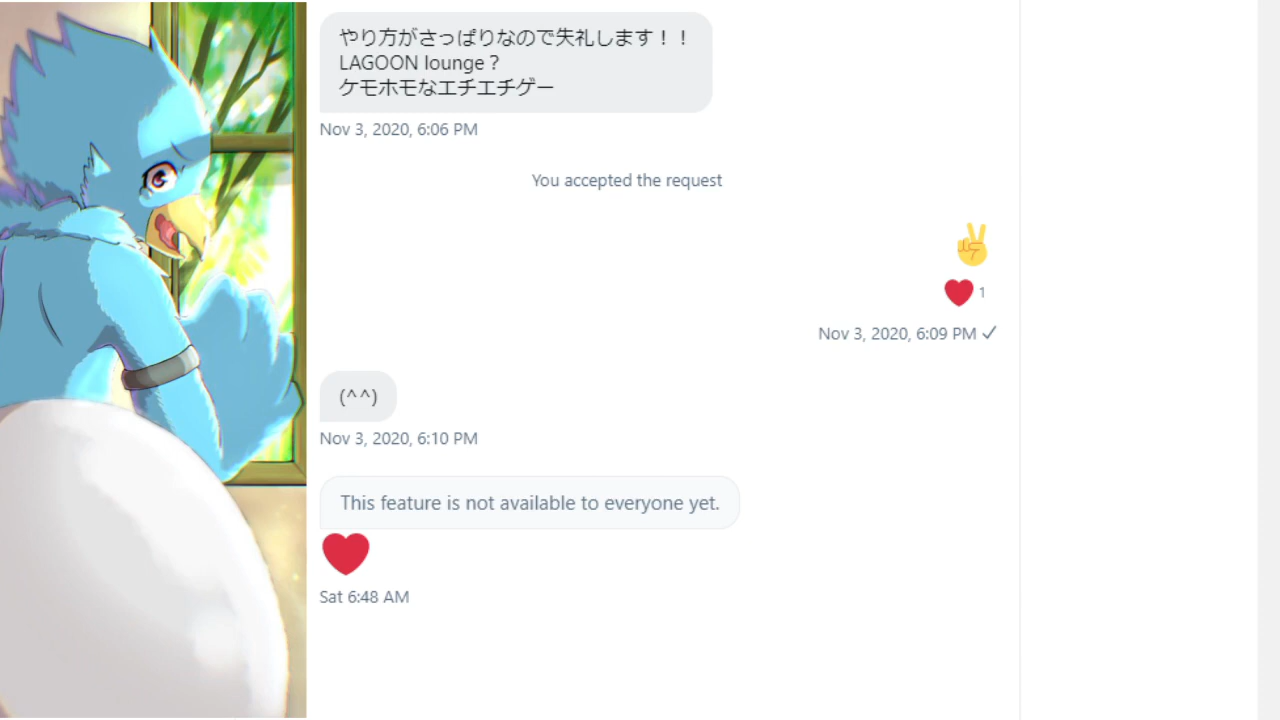 やり方がさっぱりなので失礼します！！
LAGOON lounge？
ケモホモなエチエチゲー
Nov 3, 2020, 6:06 PM
You accepted the request
✌
❤ 1
Nov 3, 2020, 6:09 PM ✓
(^^)
Nov 3, 2020, 6:10 PM
This feature is not available to everyone yet.
❤
Sat 6:48 AM